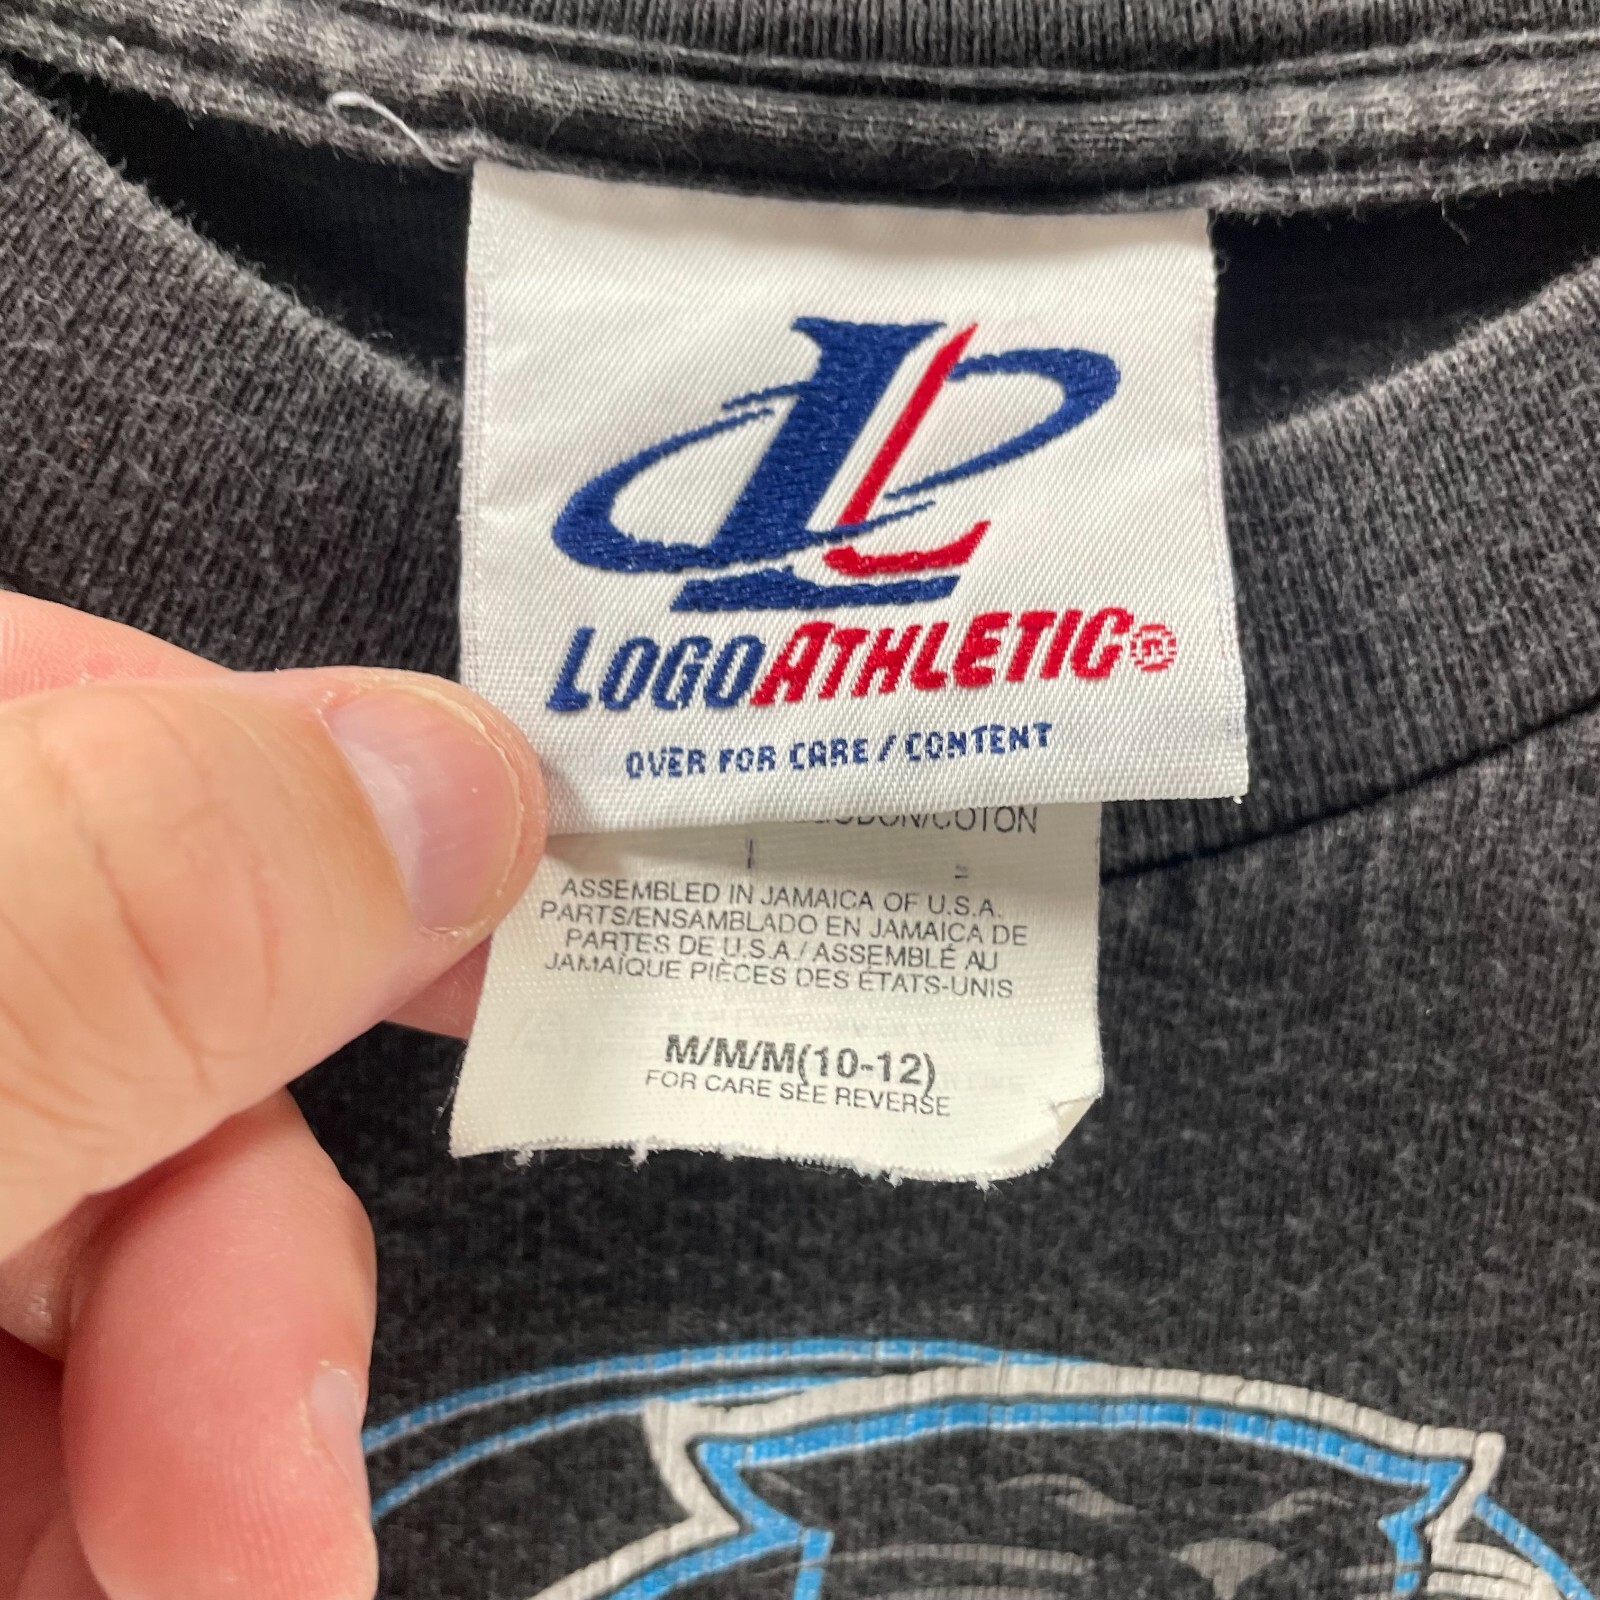 LOGOATHLETIC®
OVER FOR CARE / CONTENT
ASSEMBLED IN JAMAICA OF U.S.A.
PARTS/ENSAMBLADO EN JAMAICA DE
PARTES DE U.S.A./ASSEMBLÉ AU
JAMAÏQUE PIÈCES DES ÉTATS-UNIS
M/M/M(10-12)
FOR CARE SEE REVERSE